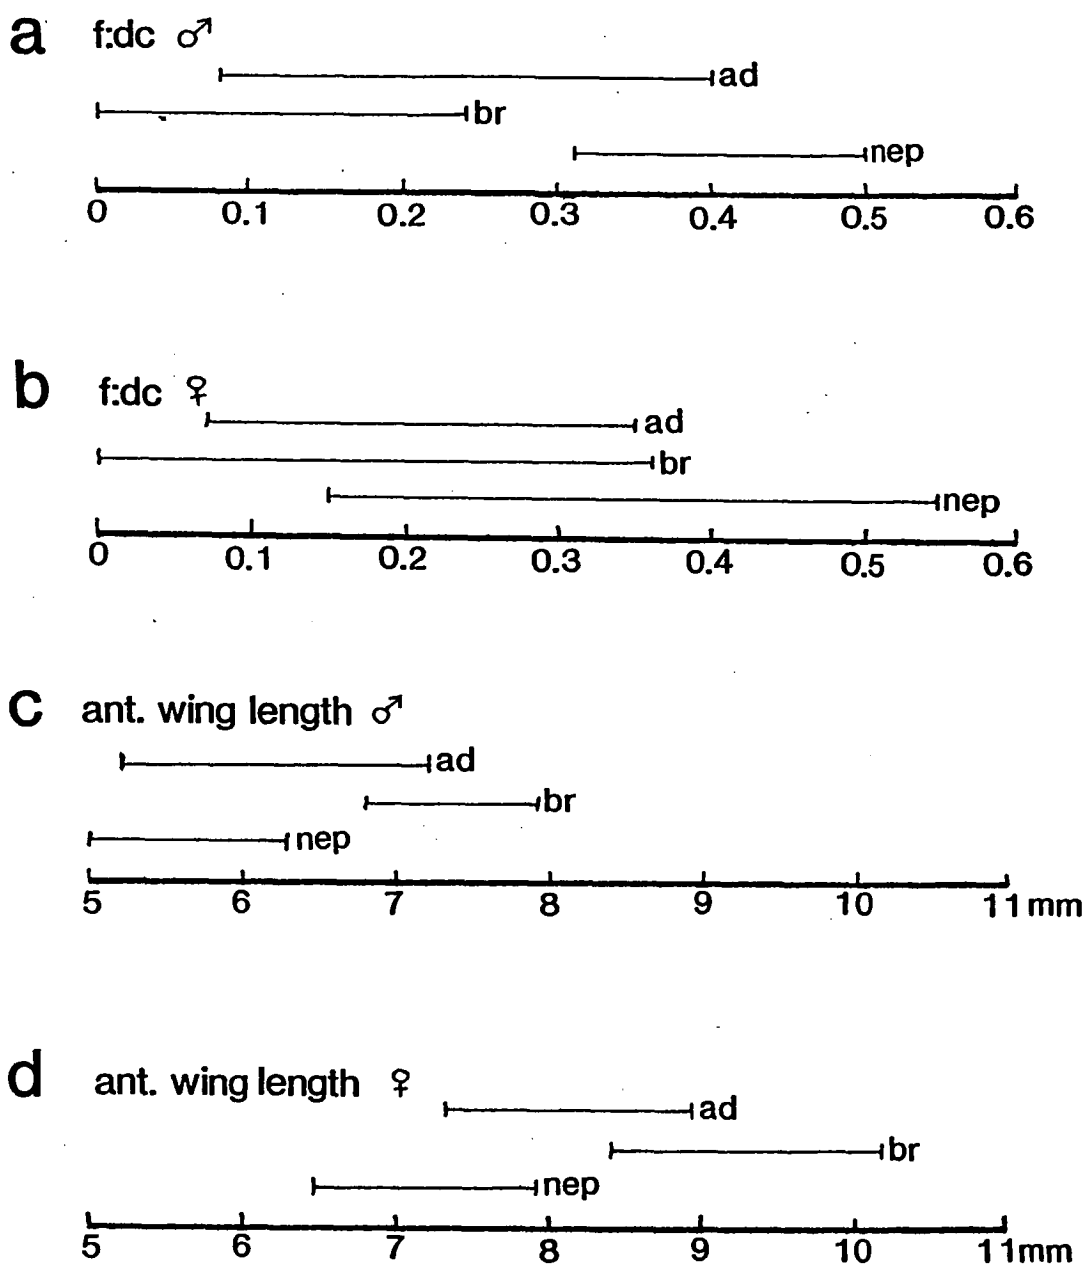 a f:dc ♂
ad
br
nep
0 0.1 0.2 0.3 0.4 0.5 0.6
b f:dc ♀
ad
br
nep
0 0.1 0.2 0.3 0.4 0.5 0.6
c ant. wing length ♂
ad
br
nep
5 6 7 8 9 10 11 mm
d ant. wing length ♀
ad
br
nep
5 6 7 8 9 10 11mm